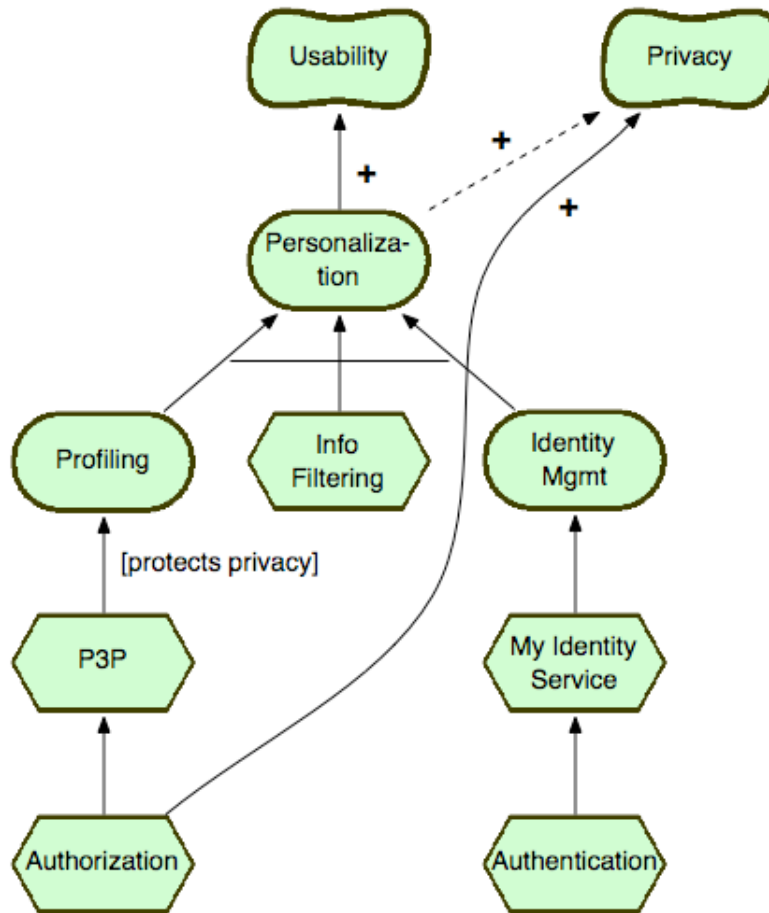 Usability
Privacy
+
+
+
Personaliza-
tion
Profiling
Info
Filtering
Identity
Mgmt
[protects privacy]
P3P
My Identity
Service
Authorization
Authentication